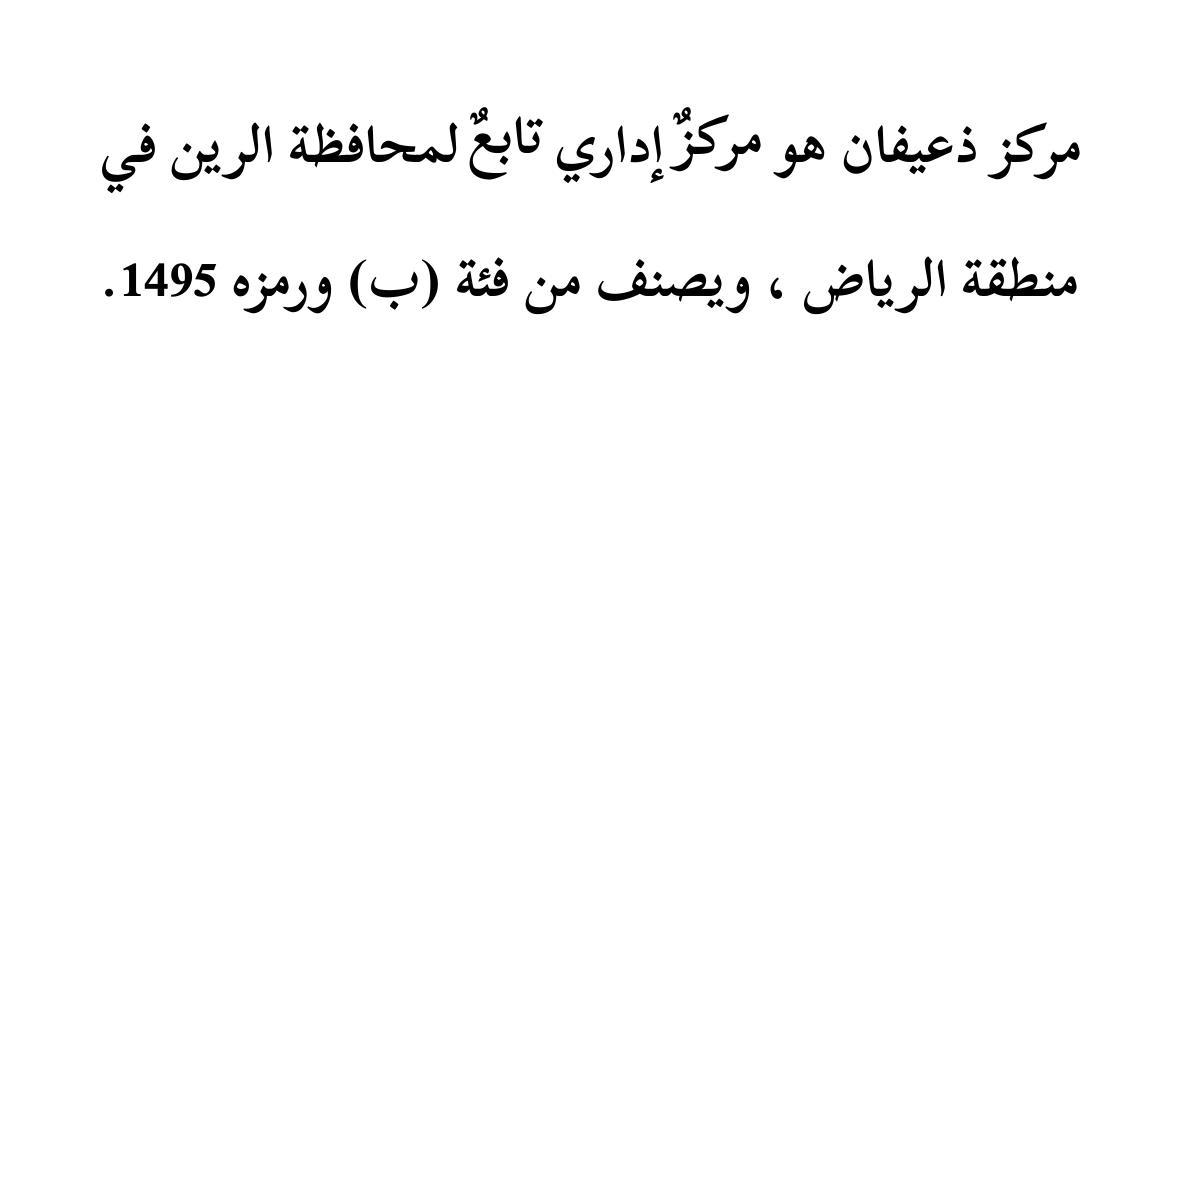 مركز ذعيفان هو مركزٌ إداري تابعٌ لمحافظة الرين في
منطقة الرياض ، ويصنف من فئة (ب) ورمزه 1495.